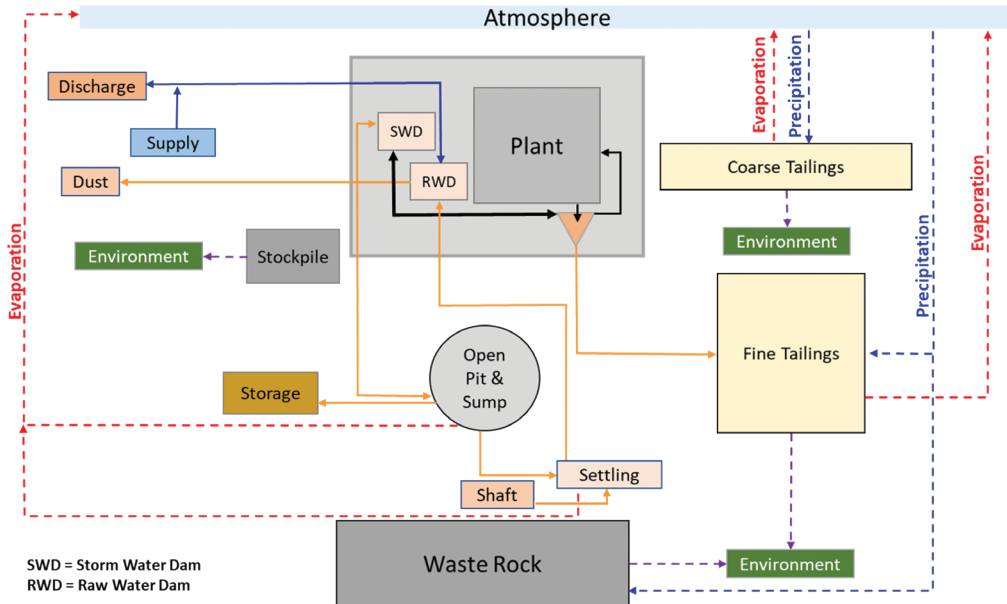 Atmosphere
Discharge
Supply
Dust
SWD
RWD
Plant
Evaporation
Precipitation
Coarse Tailings
Environment
Evaporation
Precipitation
Environment
Stockpile
Evaporation
Fine Tailings
Open
Pit &
Sump
Storage
Settling
Shaft
Waste Rock
Environment
SWD = Storm Water Dam
RWD = Raw Water Dam